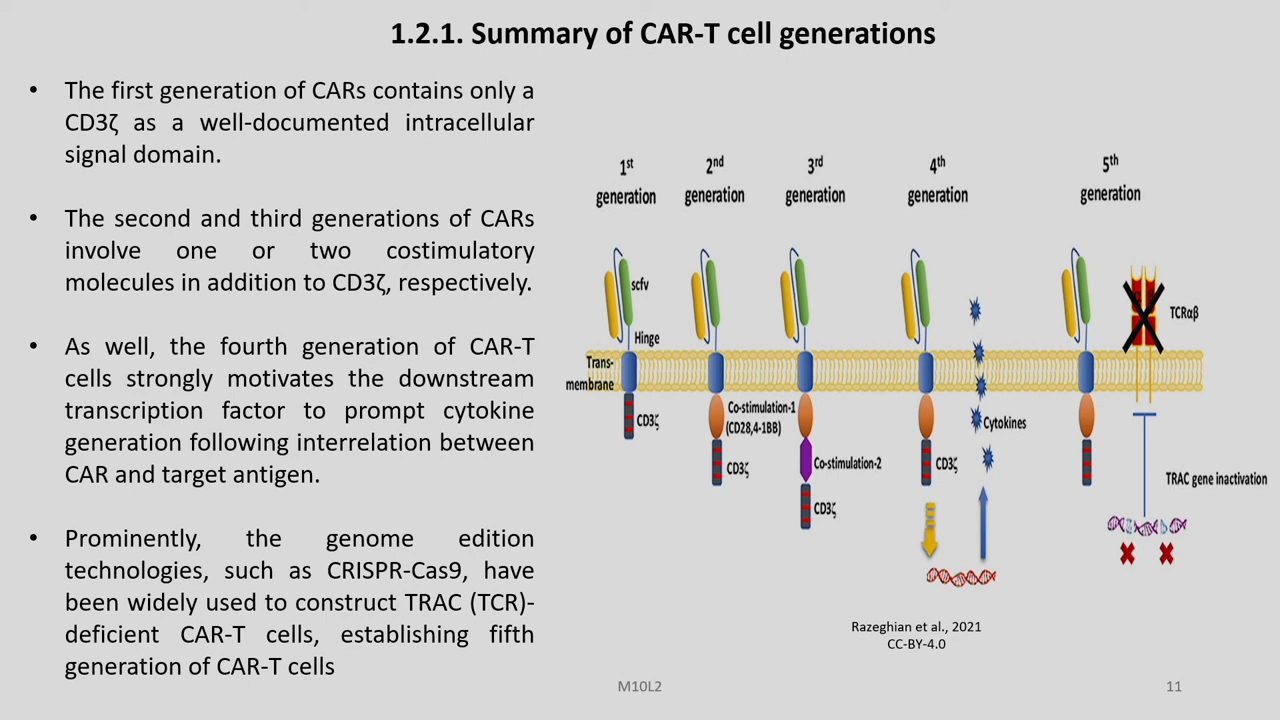 1.2.1. Summary of CAR-T cell generations
• The first generation of CARs contains only a
CD3ζ as a well-documented intracellular
signal domain.
• The second and third generations of CARs
involve one or two costimulatory
molecules in addition to CD3ζ, respectively.
• As well, the fourth generation of CAR-T
cells strongly motivates the downstream
transcription factor to prompt cytokine
generation following interrelation between
CAR and target antigen.
• Prominently, the genome edition
technologies, such as CRISPR-Cas9, have
been widely used to construct TRAC (TCR)-
deficient CAR-T cells, establishing fifth
generation of CAR-T cells
1st
generation
2nd
generation
3rd
generation
4th
generation
5th
generation
scfv
Hinge
Trans-
membrane
CD3ζ
Co-stimulation-1
(CD28,4-1BB)
CD3ζ
Co-stimulation-2
CD3ζ
CD3ζ
Cytokines
TCRαβ
TRAC gene inactivation
Razeghian et al., 2021
CC-BY-4.0
M10L2
11